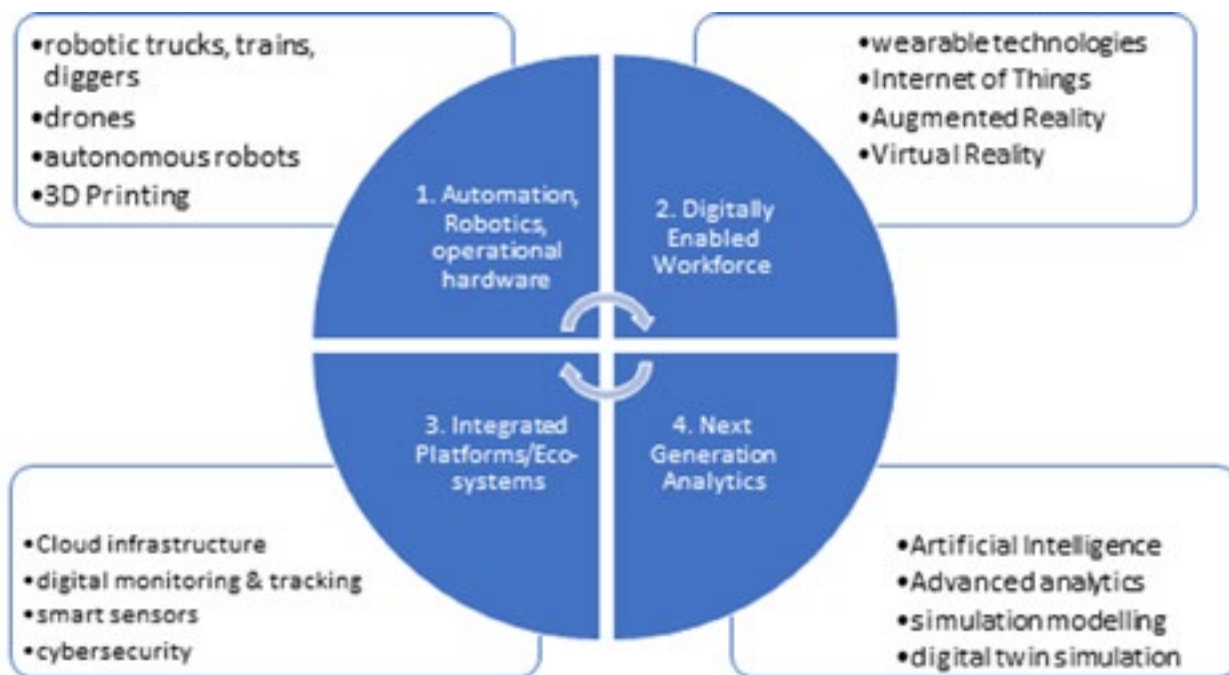 •robotic trucks, trains,
diggers
•drones
•autonomous robots
•3D Printing
•wearable technologies
•Internet of Things
•Augmented Reality
•Virtual Reality
1. Automation,
Robotics,
operational
hardware
2. Digitally
Enabled
Workforce
3. Integrated
Platforms/Eco-
systems
4. Next
Generation
Analytics
•Cloud infrastructure
•digital monitoring & tracking
•smart sensors
•cybersecurity
•Artificial Intelligence
•Advanced analytics
•simulation modelling
•digital twin simulation